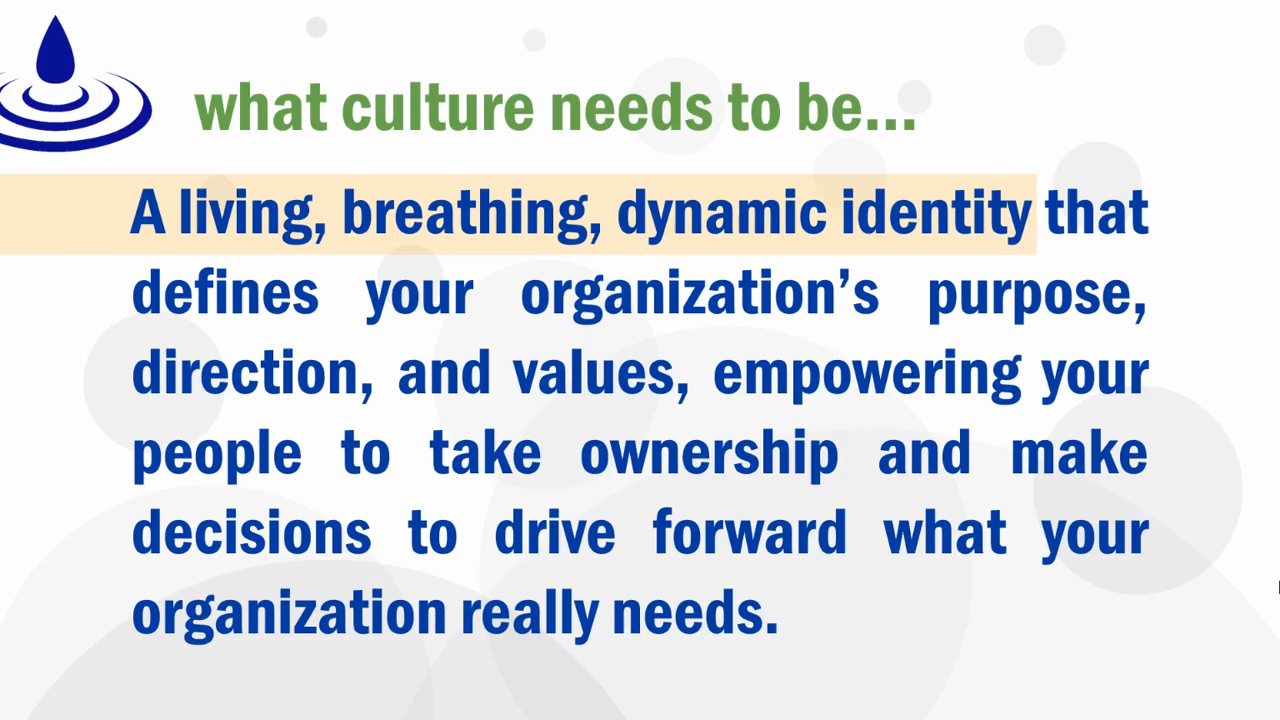 what culture needs to be...
A living, breathing, dynamic identity that
defines your organization’s purpose,
direction, and values, empowering your
people to take ownership and make
decisions to drive forward what your
organization really needs.